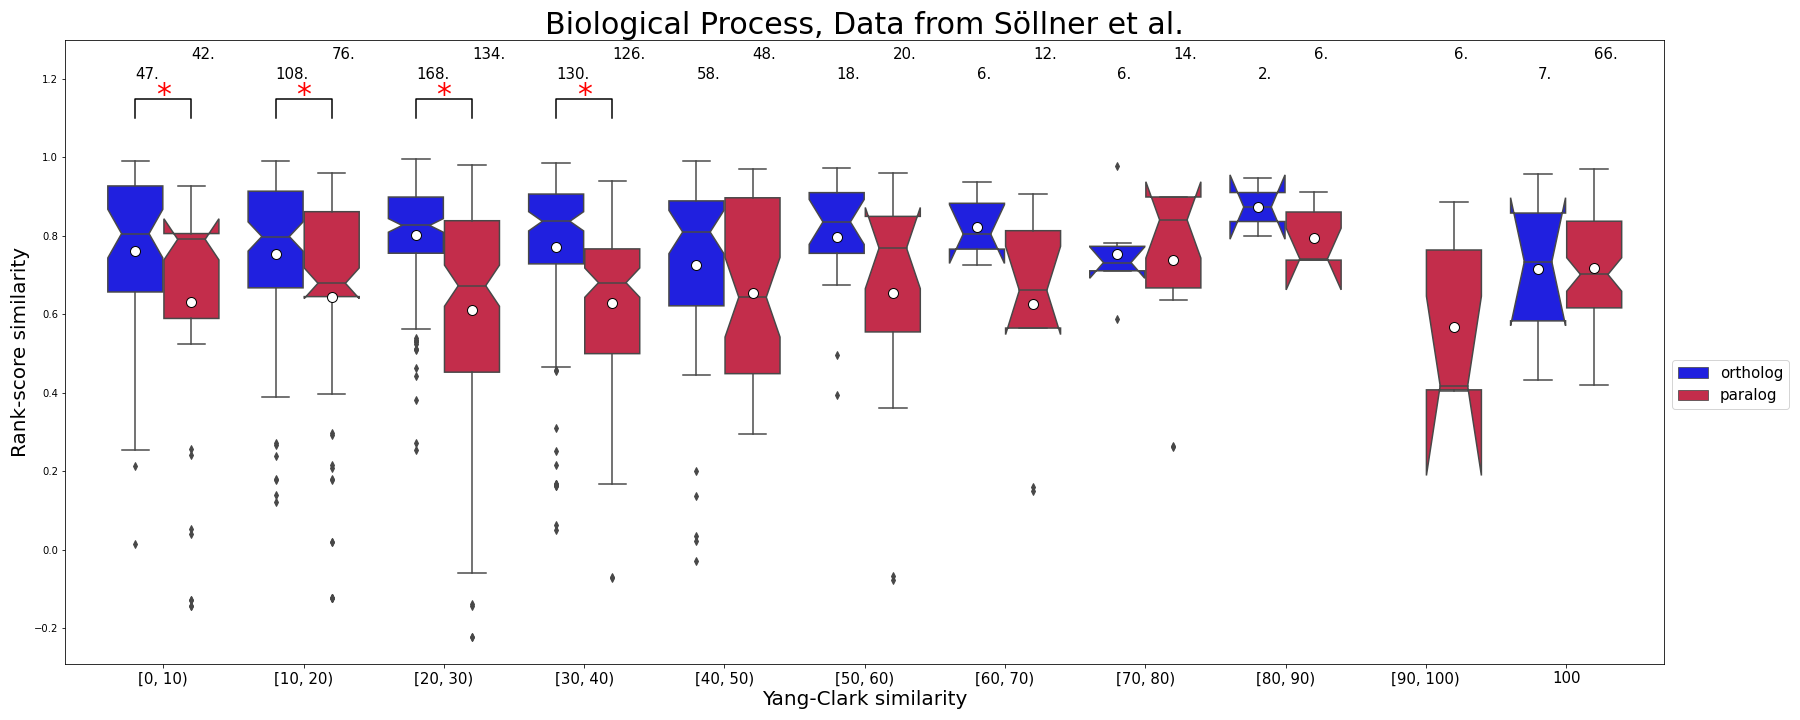 Biological Process, Data from Söllner et al.
42. 76. 134. 126. 48. 20. 12. 14. 6. 6. 66.
47. 108. 168. 130. 58. 18. 6. 6. 2. 7.
* * * *
1.2
1.0
0.8
0.6
0.4
0.2
0.0
−0.2
Rank-score similarity
ortholog
paralog
[0, 10) [10, 20) [20, 30) [30, 40) [40, 50) [50, 60) [60, 70) [70, 80) [80, 90) [90, 100) 100
Yang-Clark similarity